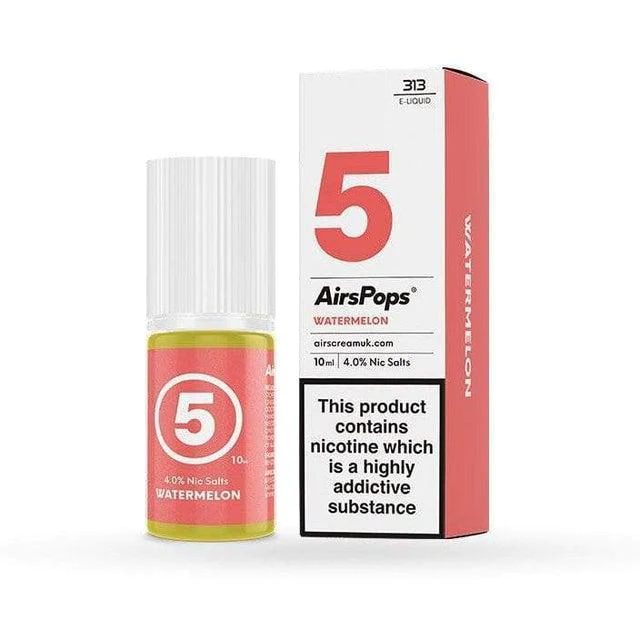 313
E-LIQUID
5
AirsPops®
WATERMELON
airscreamuk.com
10ml | 4.0% Nic Salts
This product
contains
nicotine which
is a highly
addictive
substance
WATERMELON
5
10ml
4.0% Nic Salts
WATERMELON